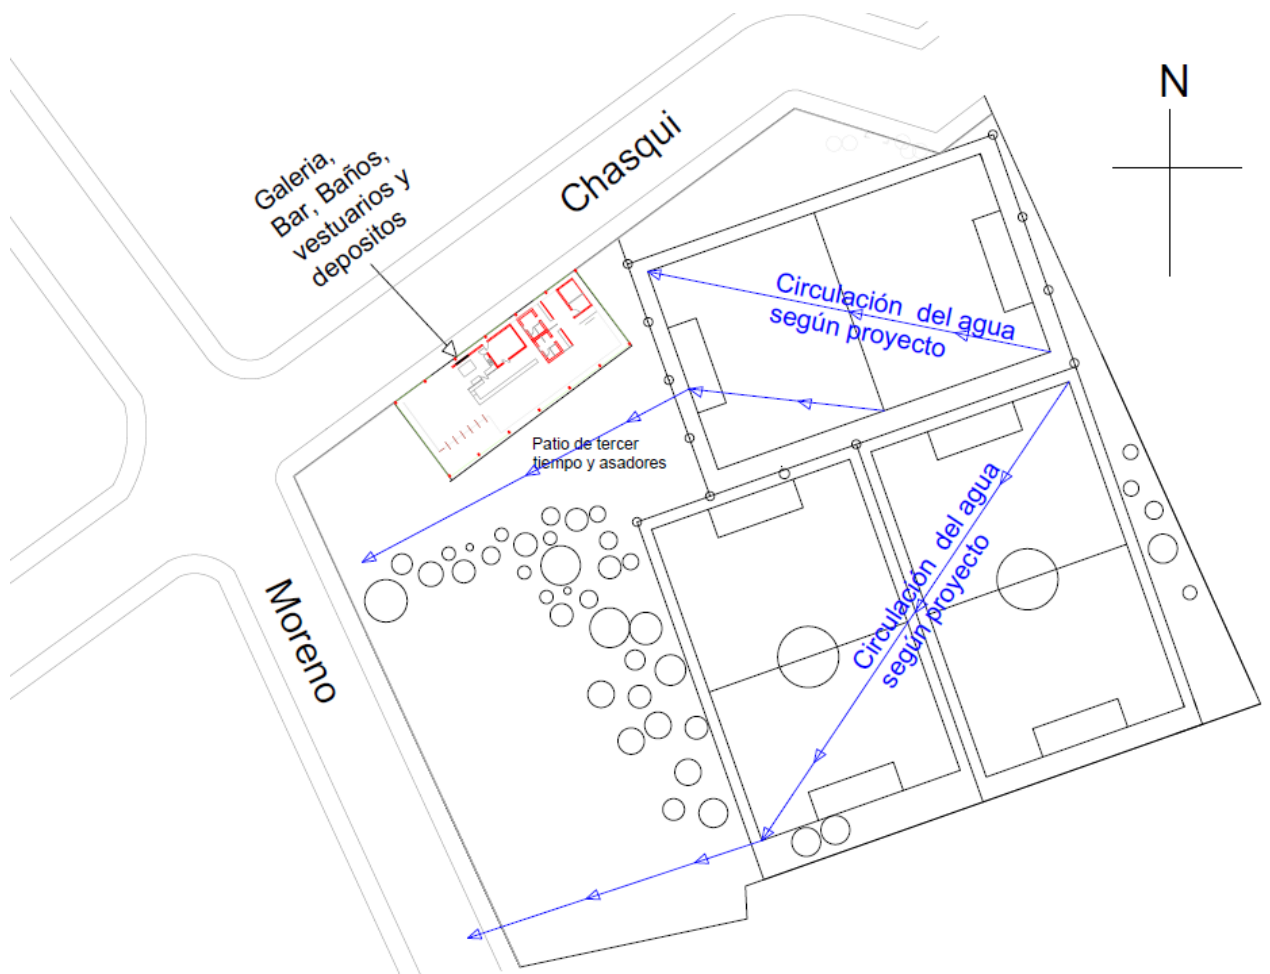 N
Chasqui
Galeria,
Bar, Baños,
vestuarios y
depositos
Circulación del agua
según proyecto
Patio de tercer
tiempo y asadores
Circulación del agua
según proyecto
Moreno